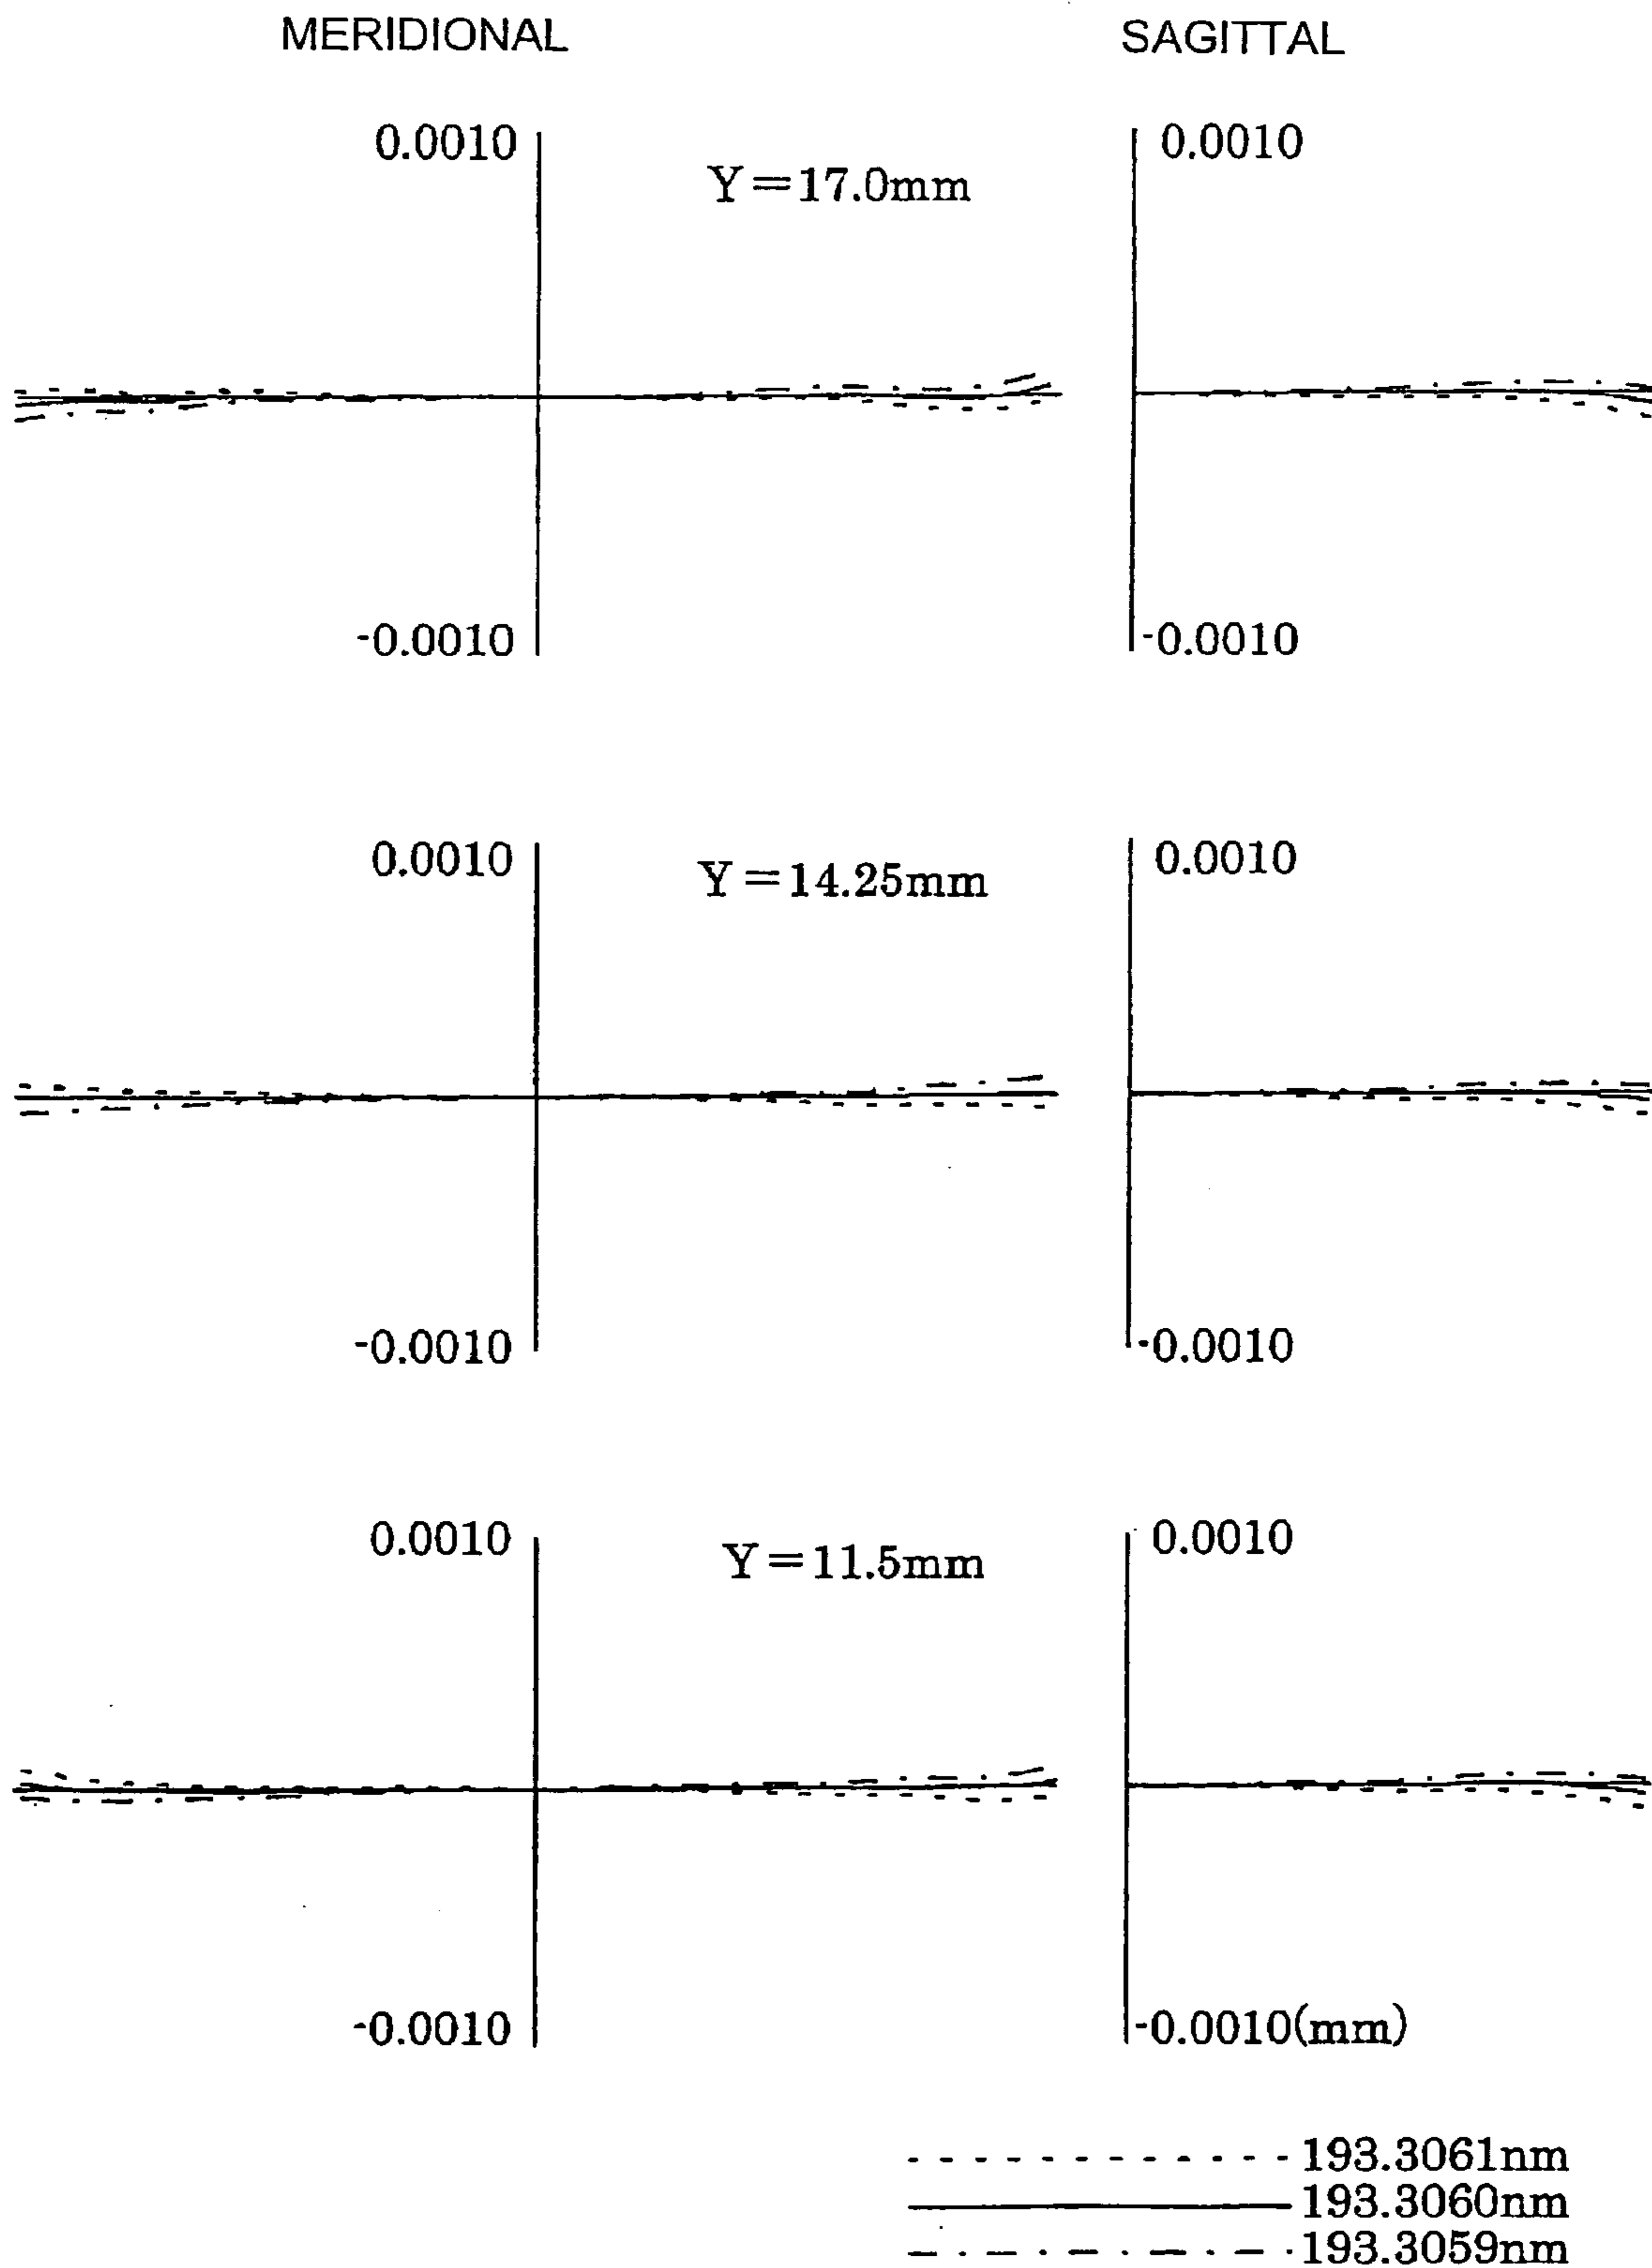 MERIDIONAL SAGITTAL
0.0010 0.0010
Y=17.0mm
-0.0010 -0.0010
0.0010 0.0010
Y=14.25mm
-0.0010 -0.0010
0.0010 0.0010
Y=11.5mm
-0.0010 -0.0010(mm)
193.3061nm
193.3060nm
193.3059nm